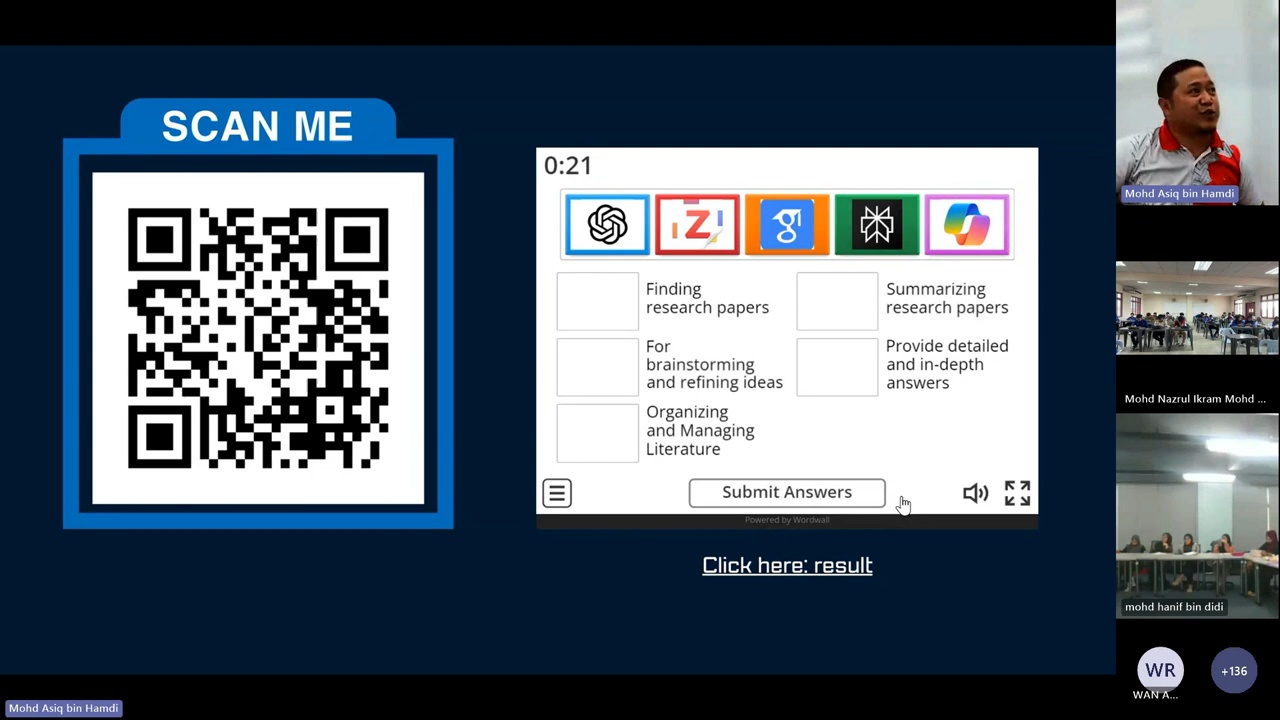 SCAN ME
0:21
Finding
research papers
Summarizing
research papers
For
brainstorming
and refining ideas
Provide detailed
and in-depth
answers
Organizing
and Managing
Literature
Submit Answers
Powered by Wordwall
Click here: result
Mohd Asiq bin Hamdi
Mohd Nazrul Ikram Mohd ...
mohd hanif bin didi
WR
WAN A...
+136
Mohd Asiq bin Hamdi